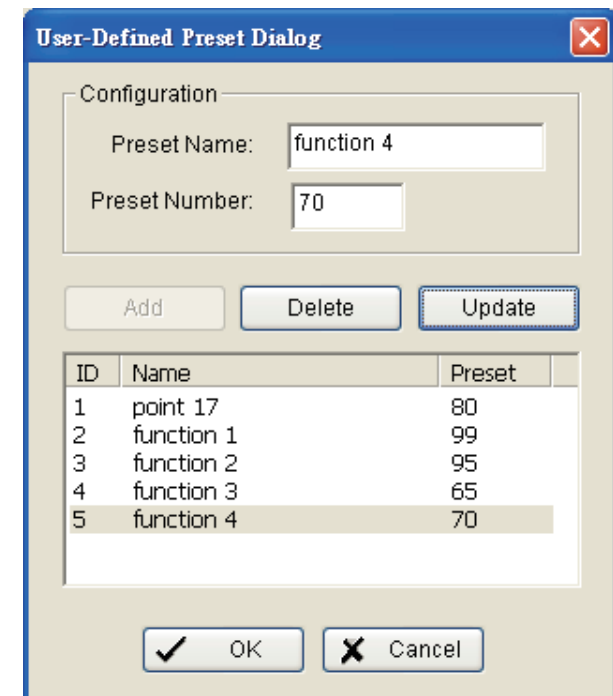 User-Defined Preset Dialog
Configuration
Preset Name: function 4
Preset Number: 70
Add Delete Update
ID Name Preset
1 point 17 80
2 function 1 99
3 function 2 95
4 function 3 65
5 function 4 70
OK Cancel